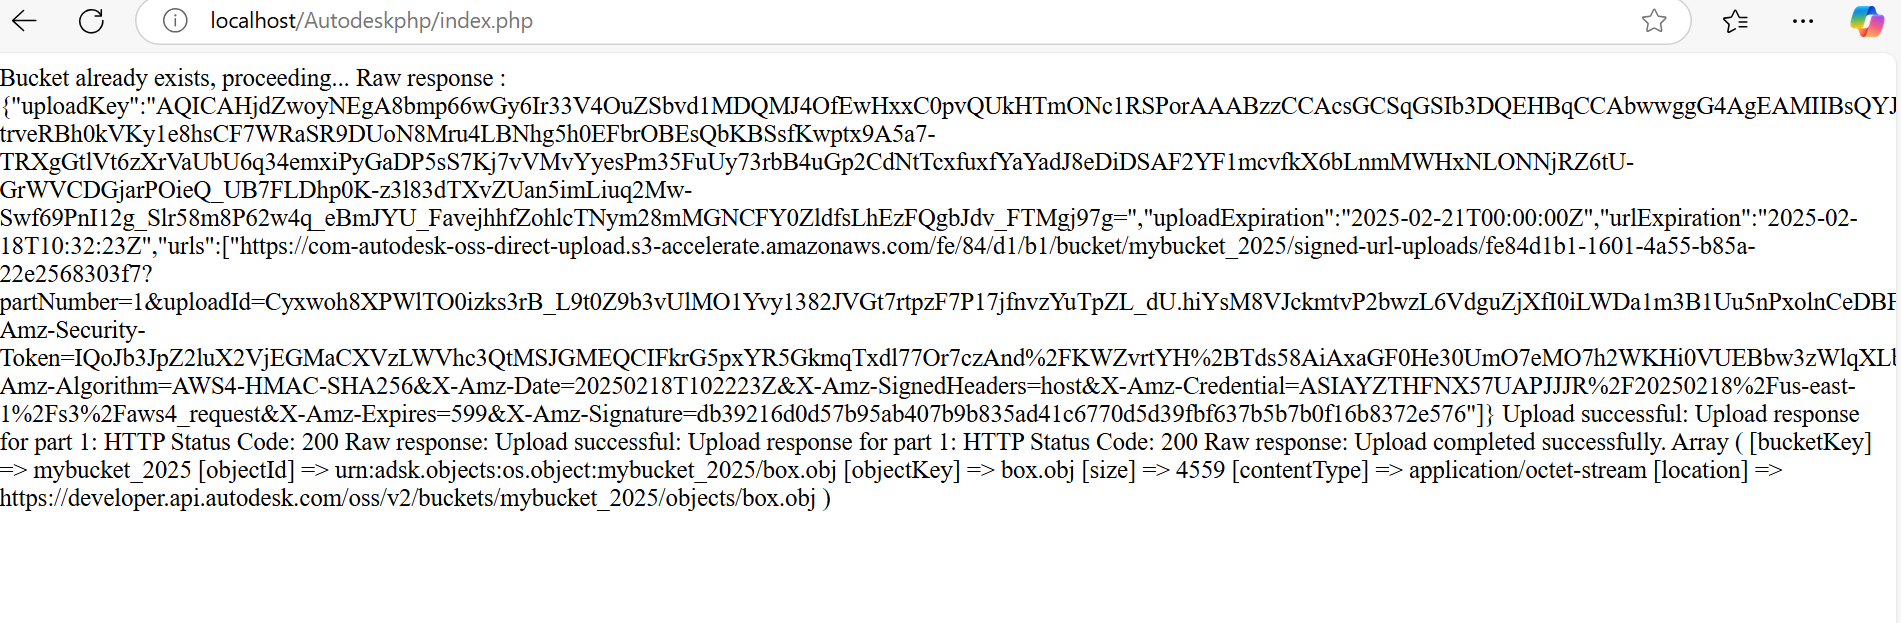 localhost/Autodeskphp/index.php
Bucket already exists, proceeding... Raw response :
{"uploadKey":"AQICAHjdZwoyNEgA8bmp66wGy6Ir33V4OuZSbvd1MDQMJ4OfEwHxxC0pvQUkHTmONc1RSPorAAABzzCCAcsGCSqGSIb3DQEHBqCCAbwwggG4AgEAMIIBsQYJ
trveRBh0kVKy1e8hsCF7WRaSR9DUoN8Mru4LBNhg5h0EFbrOBEsQbKBSsfKwptx9A5a7-
TRXgGtlVt6zXrVaUbU6q34emxiPyGaDP5sS7Kj7vVMvYyesPm35FuUy73rbB4uGp2CdNtTcxfuxfYaYadJ8eDiDSAF2YF1mcvfkX6bLnmMWHxNLONNjRZ6tU-
GrWVCDGjarPOieQ_UB7FLDhp0K-z3l83dTXvZUan5imLiuq2Mw-
Swf69PnI12g_Slr58m8P62w4q_eBmJYU_FavejhhfZohlcTNym28mMGNCFY0ZldfsLhEzFQgbJdv_FTMgj97g=","uploadExpiration":"2025-02-21T00:00:00Z","urlExpiration":"2025-02-
18T10:32:23Z","urls":["https://com-autodesk-oss-direct-upload.s3-accelerate.amazonaws.com/fe/84/d1/b1/bucket/mybucket_2025/signed-url-uploads/fe84d1b1-1601-4a55-b85a-
22e2568303f7?
partNumber=1&uploadId=Cyxwoh8XPWlTO0izks3rB_L9t0Z9b3vUlMO1Yvy1382JVGt7rtpzF7P17jfnvzYuTpZL_dU.hiYsM8VJckmtvP2bwzL6VdguZjXfI0iLWDa1m3B1Uu5nPxolnCeDBF
Amz-Security-
Token=IQoJb3JpZ2luX2VjEGMaCXVzLWVhc3QtMSJGMEQCIFkrG5pxYR5GkmqTxdl77Or7czAnd%2FKWZvrtYH%2BTds58AiAxaGF0He30UmO7eMO7h2WKHi0VUEBbw3zWlqXLb
Amz-Algorithm=AWS4-HMAC-SHA256&X-Amz-Date=20250218T102223Z&X-Amz-SignedHeaders=host&X-Amz-Credential=ASIAYZTHFNX57UAPJJJR%2F20250218%2Fus-east-
1%2Fs3%2Faws4_request&X-Amz-Expires=599&X-Amz-Signature=db39216d0d57b95ab407b9b835ad41c6770d5d39fbf637b5b7b0f16b8372e576"]} Upload successful: Upload response
for part 1: HTTP Status Code: 200 Raw response: Upload successful: Upload response for part 1: HTTP Status Code: 200 Raw response: Upload completed successfully. Array ( [bucketKey]
=> mybucket_2025 [objectId] => urn:adsk.objects:os.object:mybucket_2025/box.obj [objectKey] => box.obj [size] => 4559 [contentType] => application/octet-stream [location] =>
https://developer.api.autodesk.com/oss/v2/buckets/mybucket_2025/objects/box.obj )